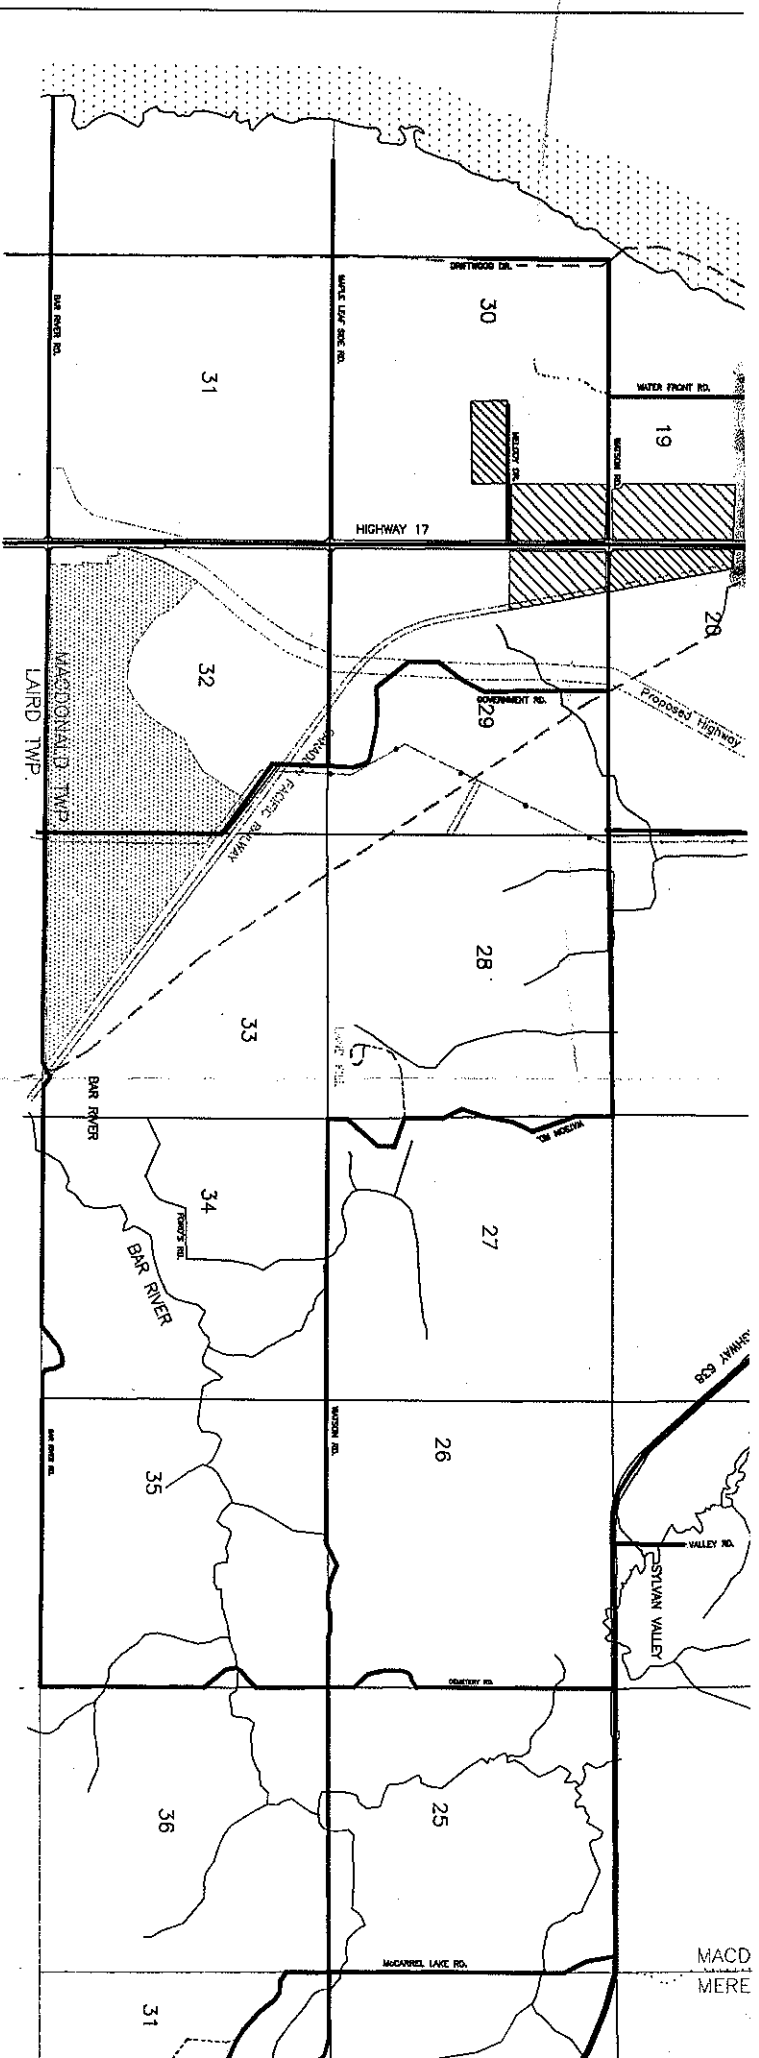 DRIFTWOOD DR.
30
MAPLE LEAF SIDE RD.
BAR RIVER RD.
31
WATER FRONT RD.
19
WATSON RD.
MELODY DR.
HIGHWAY 17
20
32
MACDONALD TWP.
LAIRD TWP.
GOVERNMENT RD.
29
Proposed Highway
CANADIAN PACIFIC RAILWAY
28
33
BAR RIVER
WATSON RD.
34
POND'S RD.
27
BAR RIVER
HIGHWAY 638
WATSON RD.
26
BAR RIVER RD.
35
VALLEY RD.
SYLVAN VALLEY
CEMETERY RD.
25
36
McCARREL LAKE RD.
MACD
MERE
31